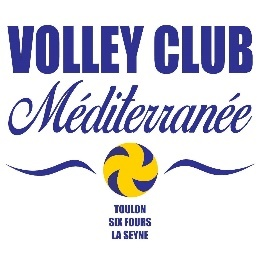 VOLLEY CLUB
Méditerranée
TOULON
SIX FOURS
LA SEYNE